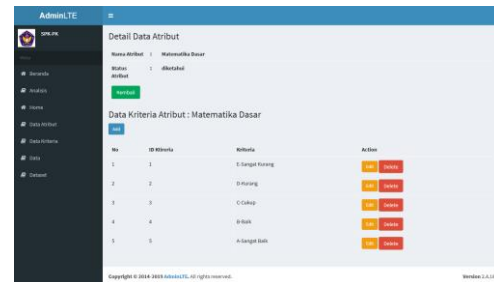 AdminLTE
SPK-PK
Beranda
Analisis
Home
Data Atribut
Data Kriteria
Data
Dataset
Detail Data Atribut
Nama Atribut : Matematika Dasar
Status Atribut : diketahui
Kembali
Data Kriteria Atribut : Matematika Dasar
Add
No ID Kriteria Kriteria Action
1 1 E-Sangat Kurang Edit Delete
2 2 D-Kurang Edit Delete
3 3 C-Cukup Edit Delete
4 4 B-Baik Edit Delete
5 5 A-Sangat Baik Edit Delete
Copyright © 2014-2019 AdminLTE. All rights reserved.
Version